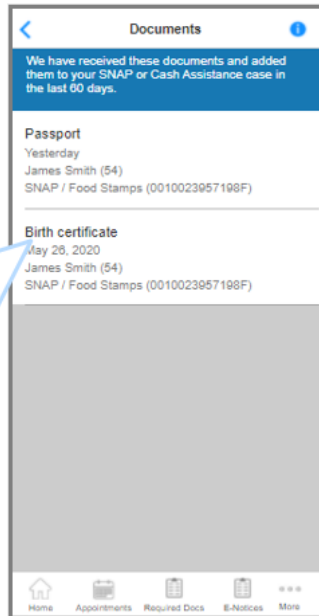 Documents
We have received these documents and added
them to your SNAP or Cash Assistance case in
the last 60 days.
Passport
Yesterday
James Smith (54)
SNAP / Food Stamps (0010023957198F)
Birth certificate
May 26, 2020
James Smith (54)
SNAP / Food Stamps (0010023957198F)
Home Appointments Required Docs E-Notices More